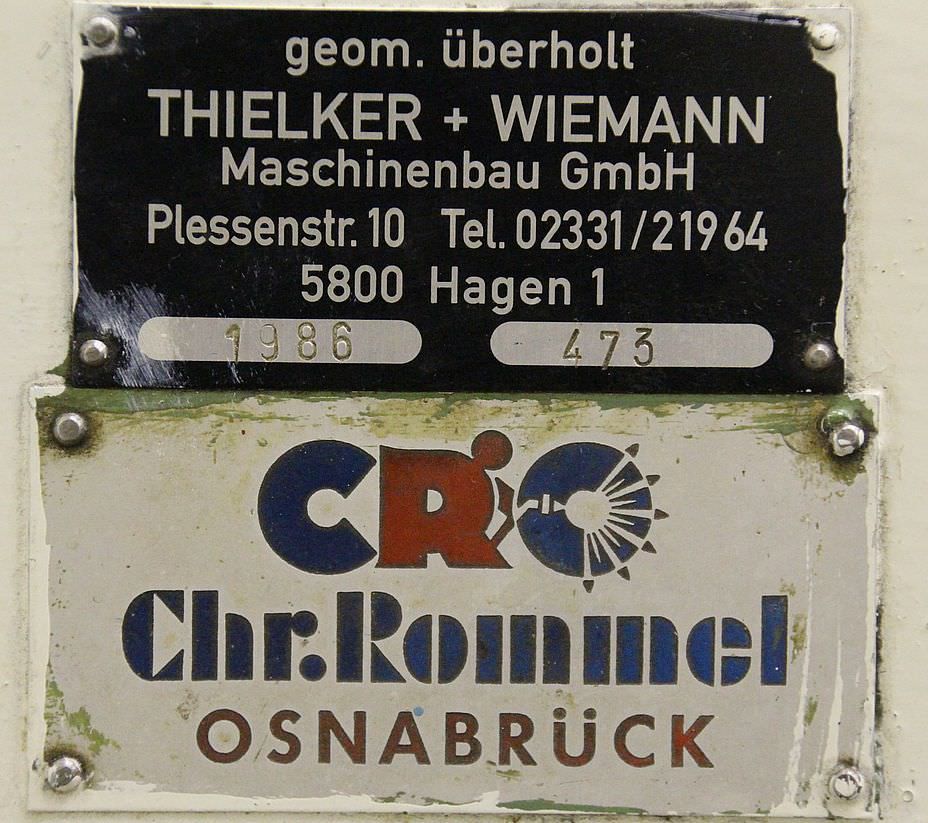 geom. überholt
THIELKER + WIEMANN
Maschinenbau GmbH
Plessenstr. 10 Tel. 02331/21964
5800 Hagen 1
1986 473
CRC
Chr. Rommel
OSNABRÜCK